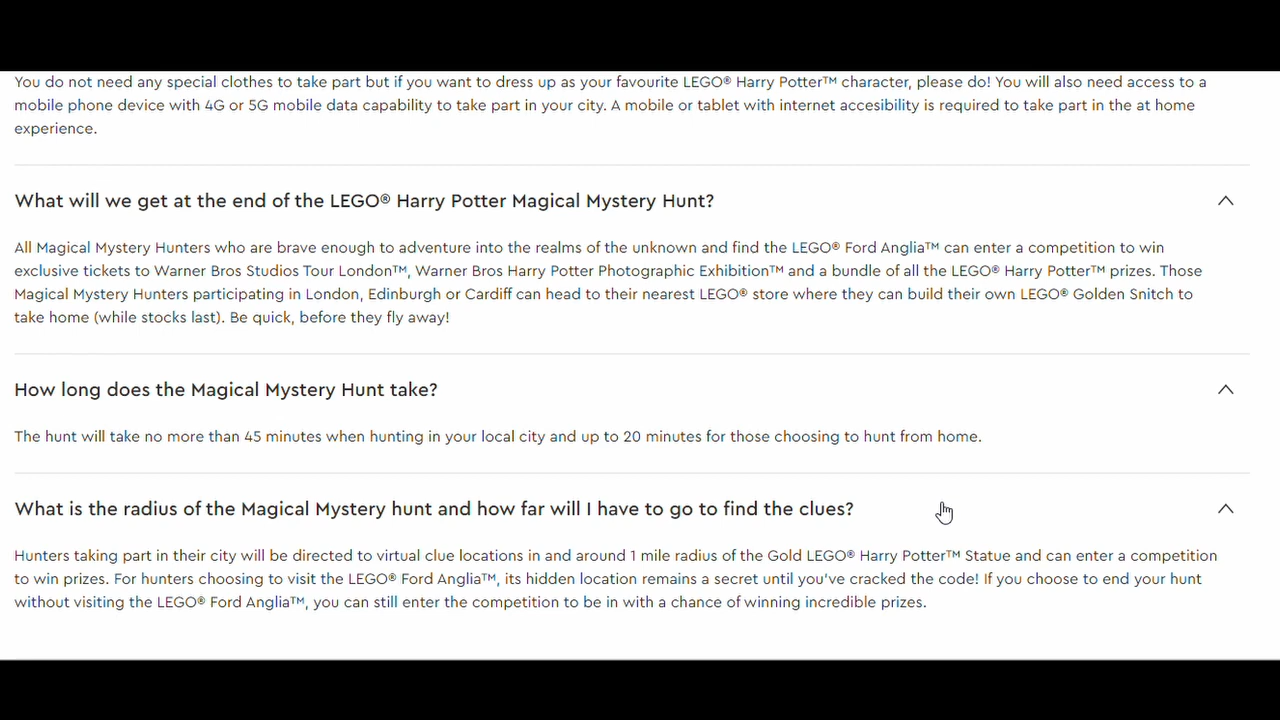 You do not need any special clothes to take part but if you want to dress up as your favourite LEGO® Harry Potter™ character, please do! You will also need access to a
mobile phone device with 4G or 5G mobile data capability to take part in your city. A mobile or tablet with internet accesibility is required to take part in the at home
experience.
What will we get at the end of the LEGO® Harry Potter Magical Mystery Hunt?
All Magical Mystery Hunters who are brave enough to adventure into the realms of the unknown and find the LEGO® Ford Anglia™ can enter a competition to win
exclusive tickets to Warner Bros Studios Tour London™, Warner Bros Harry Potter Photographic Exhibition™ and a bundle of all the LEGO® Harry Potter™ prizes. Those
Magical Mystery Hunters participating in London, Edinburgh or Cardiff can head to their nearest LEGO® store where they can build their own LEGO® Golden Snitch to
take home (while stocks last). Be quick, before they fly away!
How long does the Magical Mystery Hunt take?
The hunt will take no more than 45 minutes when hunting in your local city and up to 20 minutes for those choosing to hunt from home.
What is the radius of the Magical Mystery hunt and how far will I have to go to find the clues?
Hunters taking part in their city will be directed to virtual clue locations in and around 1 mile radius of the Gold LEGO® Harry Potter™ Statue and can enter a competition
to win prizes. For hunters choosing to visit the LEGO® Ford Anglia™, its hidden location remains a secret until you've cracked the code! If you choose to end your hunt
without visiting the LEGO® Ford Anglia™, you can still enter the competition to be in with a chance of winning incredible prizes.